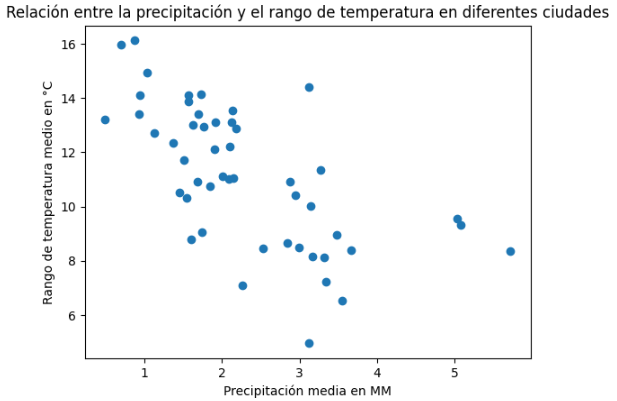 Relación entre la precipitación y el rango de temperatura en diferentes ciudades
16
14
12
10
8
6
Rango de temperatura medio en °C
1 2 3 4 5
Precipitación media en MM